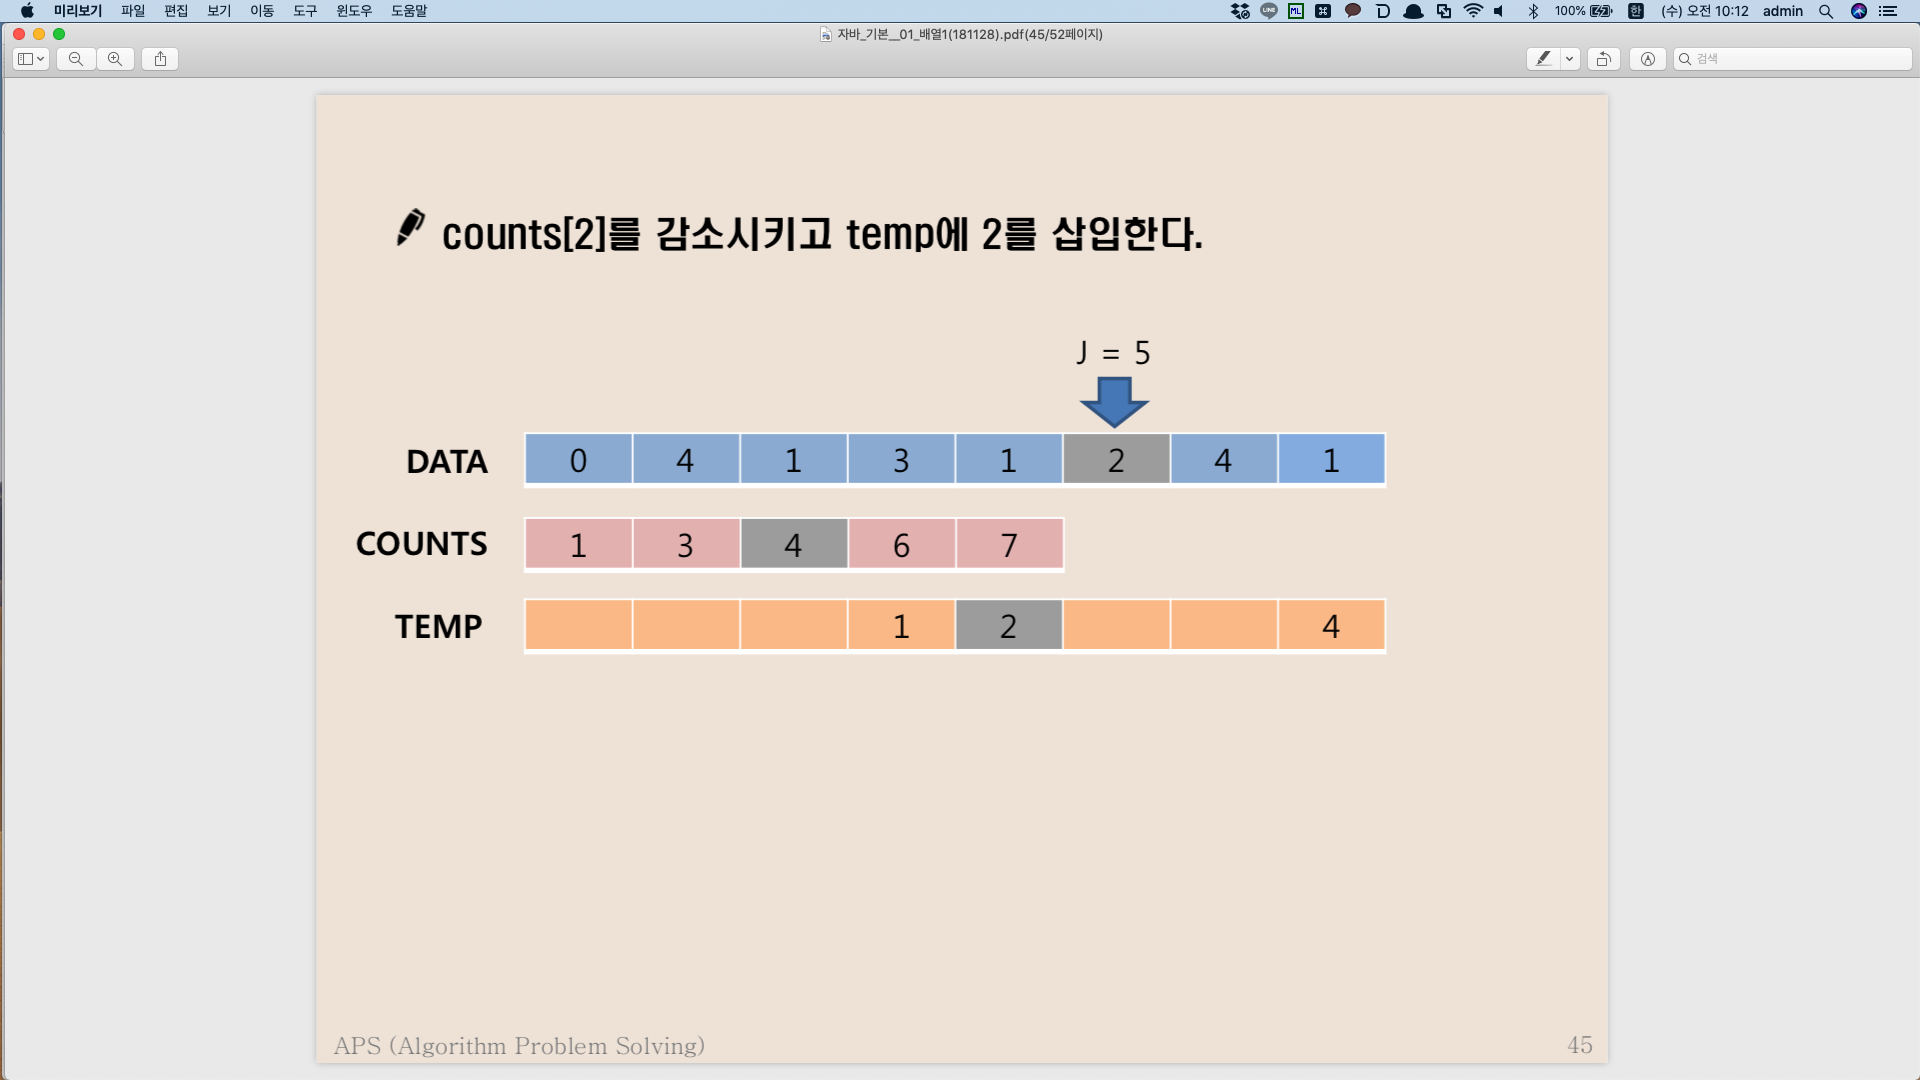 미리보기 파일 편집 보기 이동 도구 윈도우 도움말 LINE ML 100% 한 (수) 오전 10:12 admin
자바_기본__01_배열1(181128).pdf(45/52페이지)
검색
counts[2]를 감소시키고 temp에 2를 삽입한다.
J = 5
DATA 0 4 1 3 1 2 4 1
COUNTS 1 3 4 6 7
TEMP 1 2 4
APS (Algorithm Problem Solving) 45